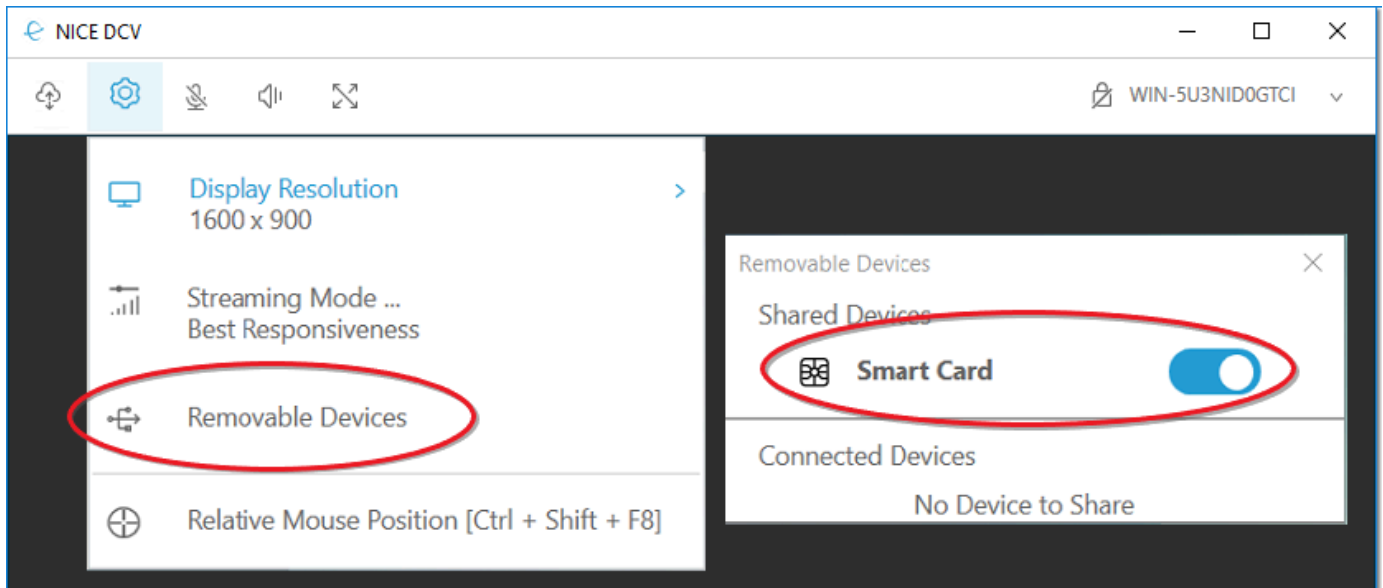 NICE DCV
WIN-5U3NID0GTCI
Display Resolution
1600 x 900
Streaming Mode ...
Best Responsiveness
Removable Devices
Relative Mouse Position [Ctrl + Shift + F8]
Removable Devices
Shared Devices
Smart Card
Connected Devices
No Device to Share